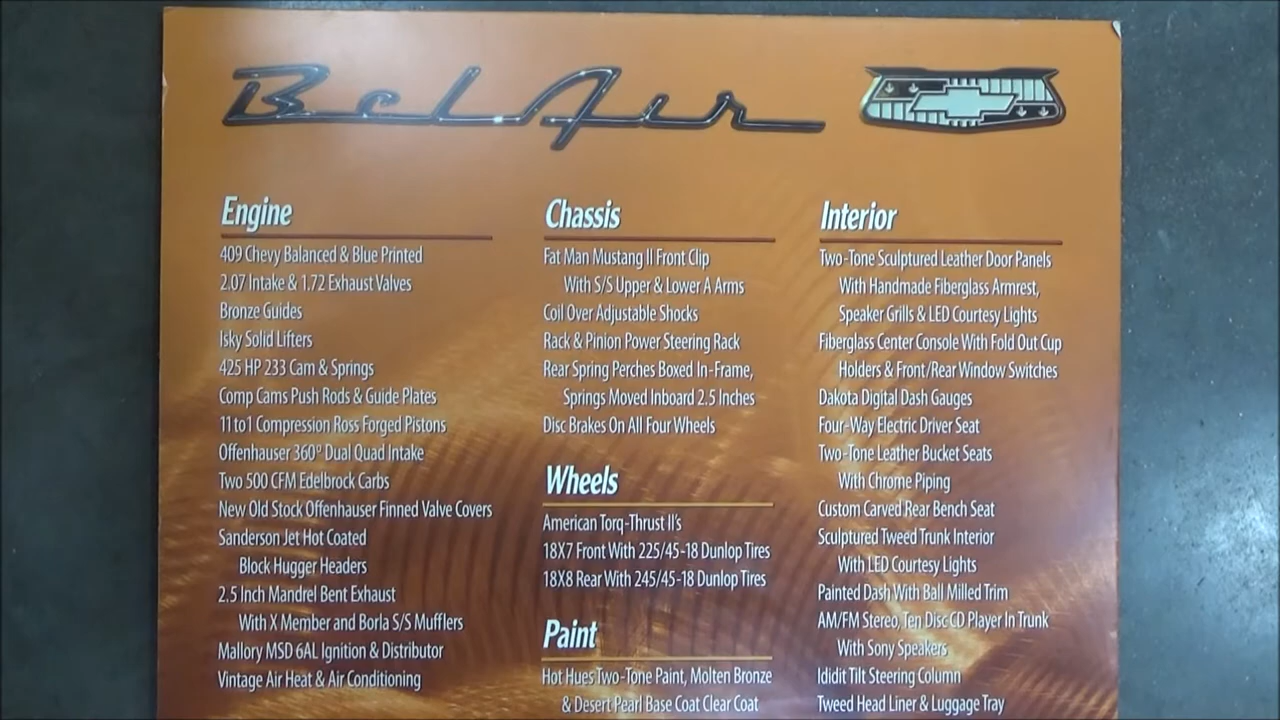 Bel Air
Engine
409 Chevy Balanced & Blue Printed
2.07 Intake & 1.72 Exhaust Valves
Bronze Guides
Isky Solid Lifters
425 HP 233 Cam & Springs
Comp Cams Push Rods & Guide Plates
11 to 1 Compression Ross Forged Pistons
Offenhauser 360º Dual Quad Intake
Two 500 CFM Edelbrock Carbs
New Old Stock Offenhauser Finned Valve Covers
Sanderson Jet Hot Coated
Block Hugger Headers
2.5 Inch Mandrel Bent Exhaust
With X Member and Borla S/S Mufflers
Mallory MSD 6AL Ignition & Distributor
Vintage Air Heat & Air Conditioning
Chassis
Fat Man Mustang II Front Clip
With S/S Upper & Lower A Arms
Coil Over Adjustable Shocks
Rack & Pinion Power Steering Rack
Rear Spring Perches Boxed In-Frame,
Springs Moved Inboard 2.5 Inches
Disc Brakes On All Four Wheels
Wheels
American Torq-Thrust II's
18X7 Front With 225/45-18 Dunlop Tires
18X8 Rear With 245/45-18 Dunlop Tires
Paint
Hot Hues Two-Tone Paint, Molten Bronze
& Desert Pearl Base Coat Clear Coat
Interior
Two-Tone Sculptured Leather Door Panels
With Handmade Fiberglass Armrest,
Speaker Grills & LED Courtesy Lights
Fiberglass Center Console With Fold Out Cup
Holders & Front/Rear Window Switches
Dakota Digital Dash Gauges
Four-Way Electric Driver Seat
Two-Tone Leather Bucket Seats
With Chrome Piping
Custom Carved Rear Bench Seat
Sculptured Tweed Trunk Interior
With LED Courtesy Lights
Painted Dash With Ball Milled Trim
AM/FM Stereo, Ten Disc CD Player In Trunk
With Sony Speakers
Ididit Tilt Steering Column
Tweed Head Liner & Luggage Tray